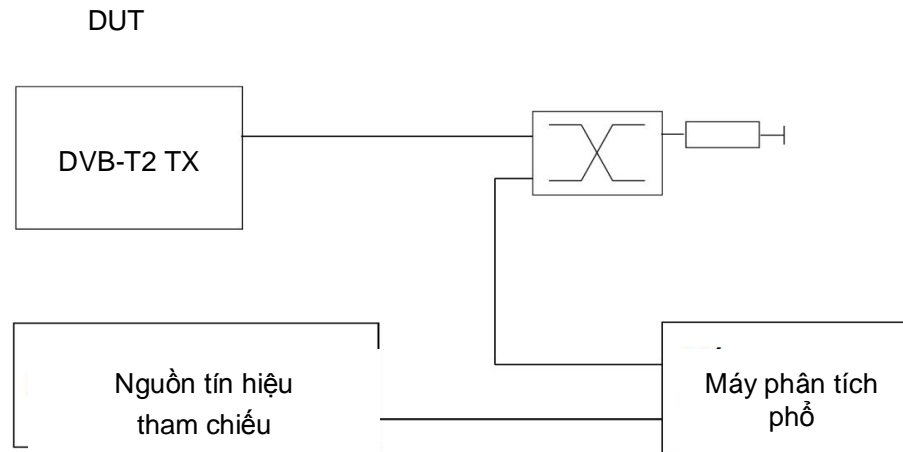 DUT
DVB-T2 TX
Nguồn tín hiệu
tham chiếu
Máy phân tích
phổ